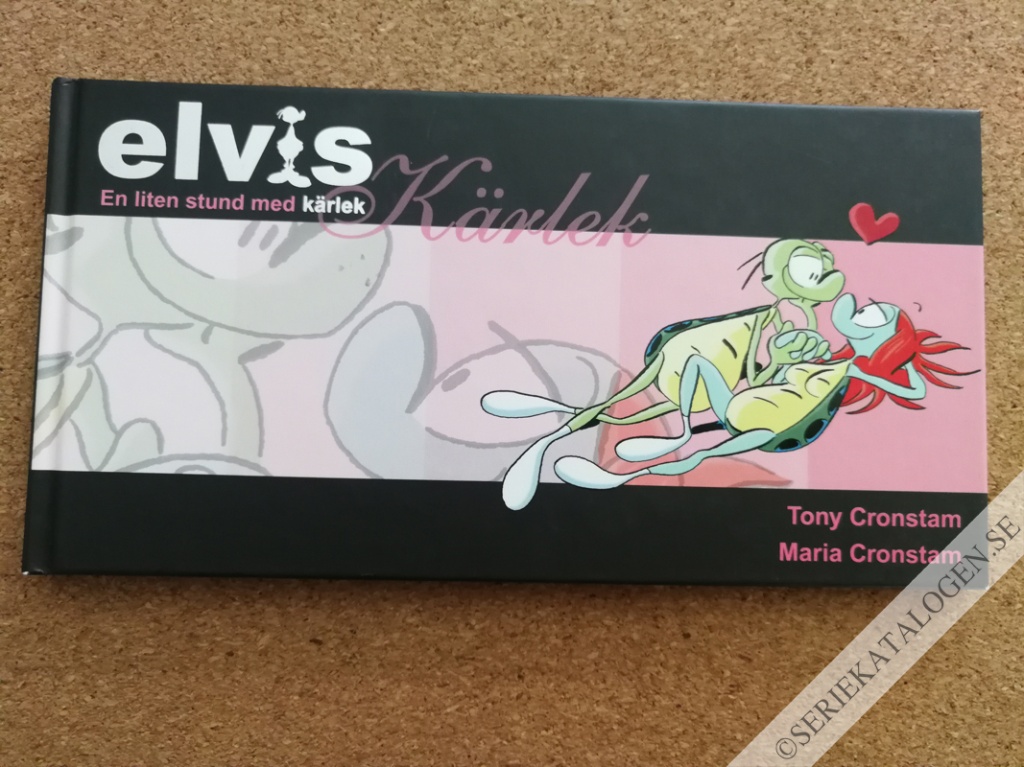 elvis
En liten stund med kärlek
Kärlek
Tony Cronstam
Maria Cronstam
©SERIEKATALOGEN.SE